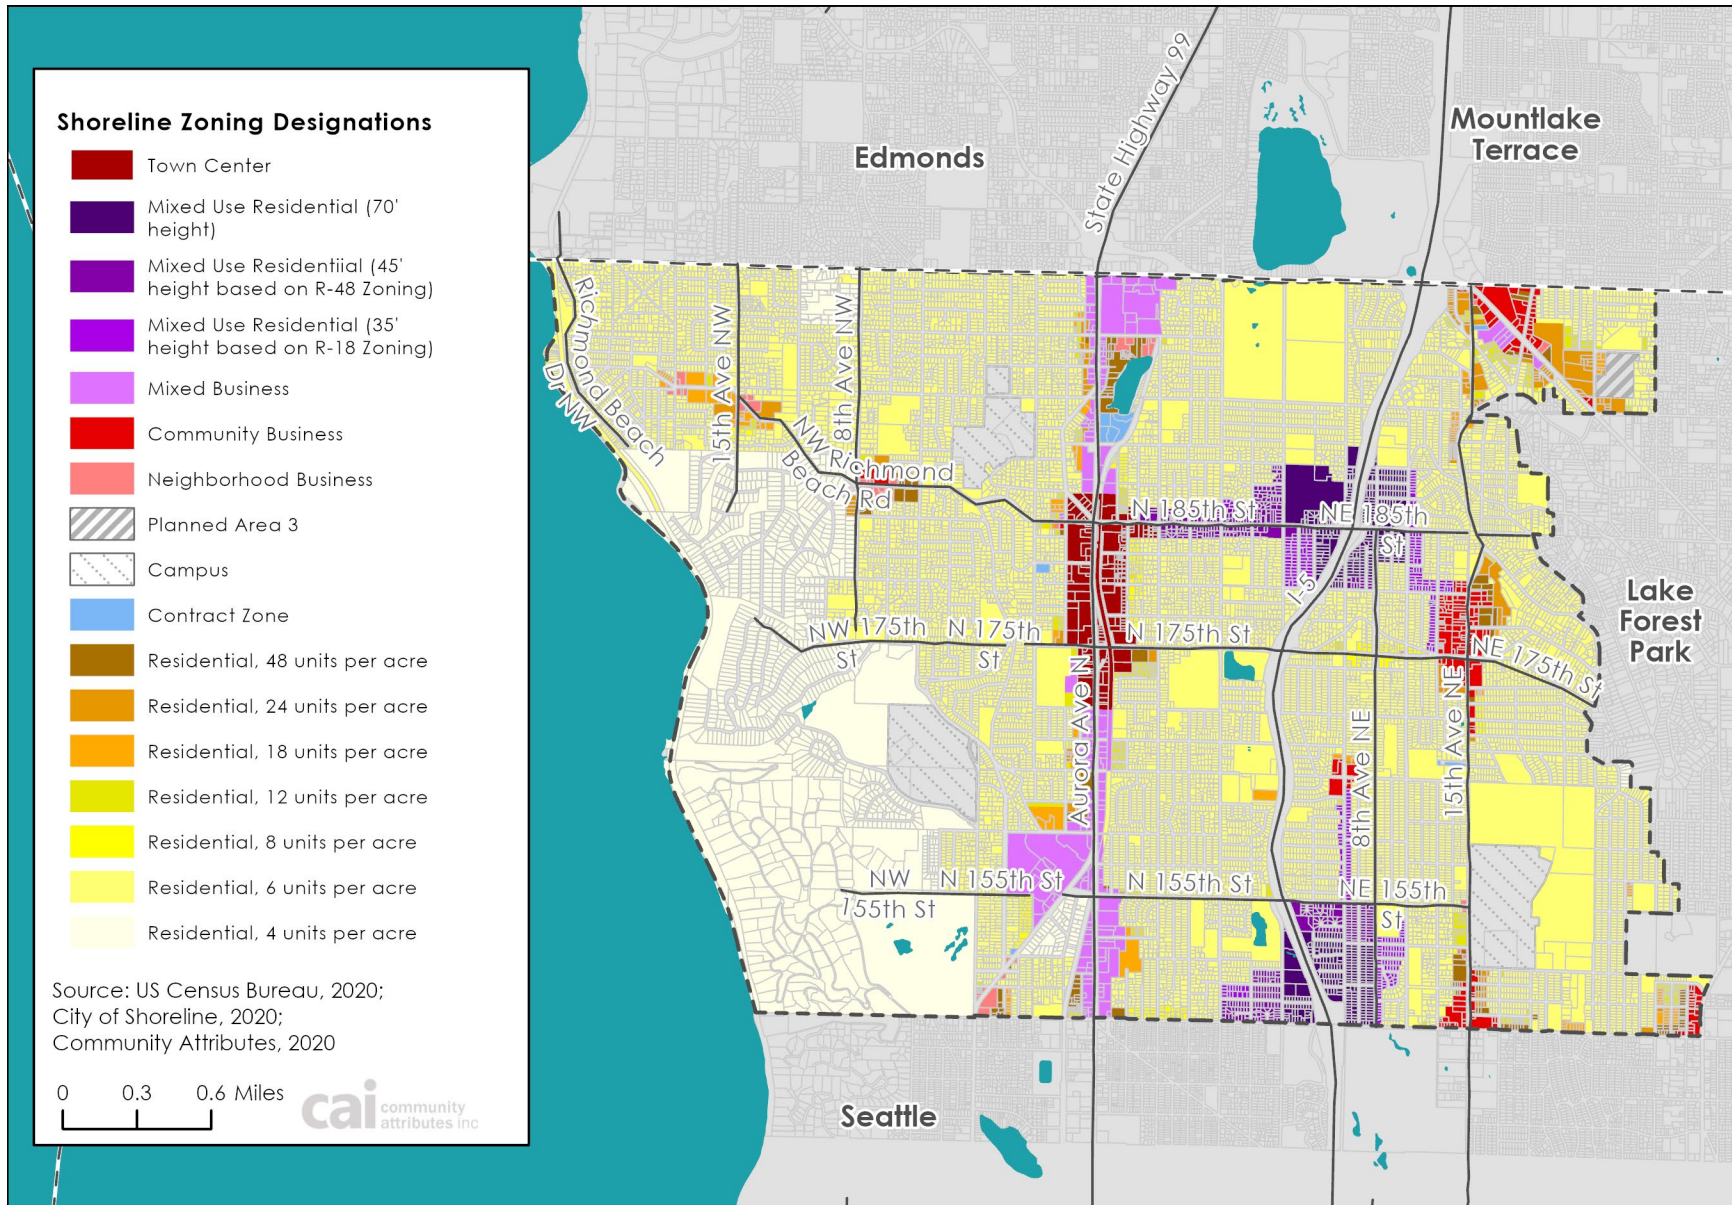 Shoreline Zoning Designations
Town Center
Mixed Use Residential (70'
height)
Mixed Use Residentiial (45'
height based on R-48 Zoning)
Mixed Use Residential (35'
height based on R-18 Zoning)
Mixed Business
Community Business
Neighborhood Business
Planned Area 3
Campus
Contract Zone
Residential, 48 units per acre
Residential, 24 units per acre
Residential, 18 units per acre
Residential, 12 units per acre
Residential, 8 units per acre
Residential, 6 units per acre
Residential, 4 units per acre
Source: US Census Bureau, 2020;
City of Shoreline, 2020;
Community Attributes, 2020
0 0.3 0.6 Miles
cai community
attributes inc
Edmonds
State Highway 99
Mountlake
Terrace
Richmond Beach
Dr NW
15th Ave NW
8th Ave NW
NW Richmond
Beach Rd
N 185th St
NE 185th
St
I-5
Lake
Forest
Park
NW 175th
St
N 175th
St
N 175th St
NE 175th St
Aurora Ave N
8th Ave NE
15th Ave NE
NW
155th St
N 155th St
N 155th St
NE 155th
St
Seattle